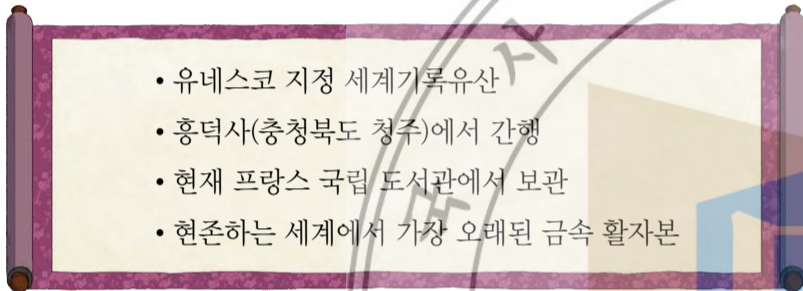 • 유네스코 지정 세계기록유산
• 흥덕사(충청북도 청주)에서 간행
• 현재 프랑스 국립 도서관에서 보관
• 현존하는 세계에서 가장 오래된 금속 활자본
국사